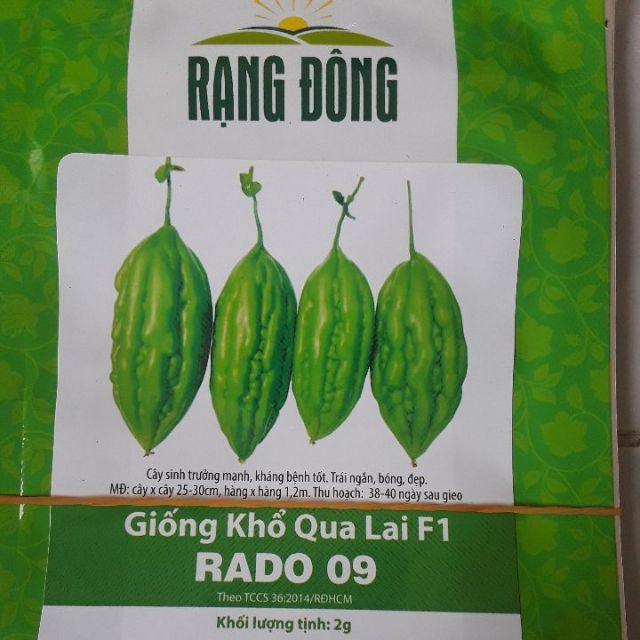 RẠNG ĐÔNG
Cây sinh trưởng mạnh, kháng bệnh tốt. Trái ngắn, bóng, đẹp.
MĐ: cây x cây 25-30cm, hàng x hàng 1,2m. Thu hoạch: 38-40 ngày sau gieo
Giống Khổ Qua Lai F1
RADO 09
Theo TCCS 36:2014/RĐHCM
Khối lượng tịnh: 2g